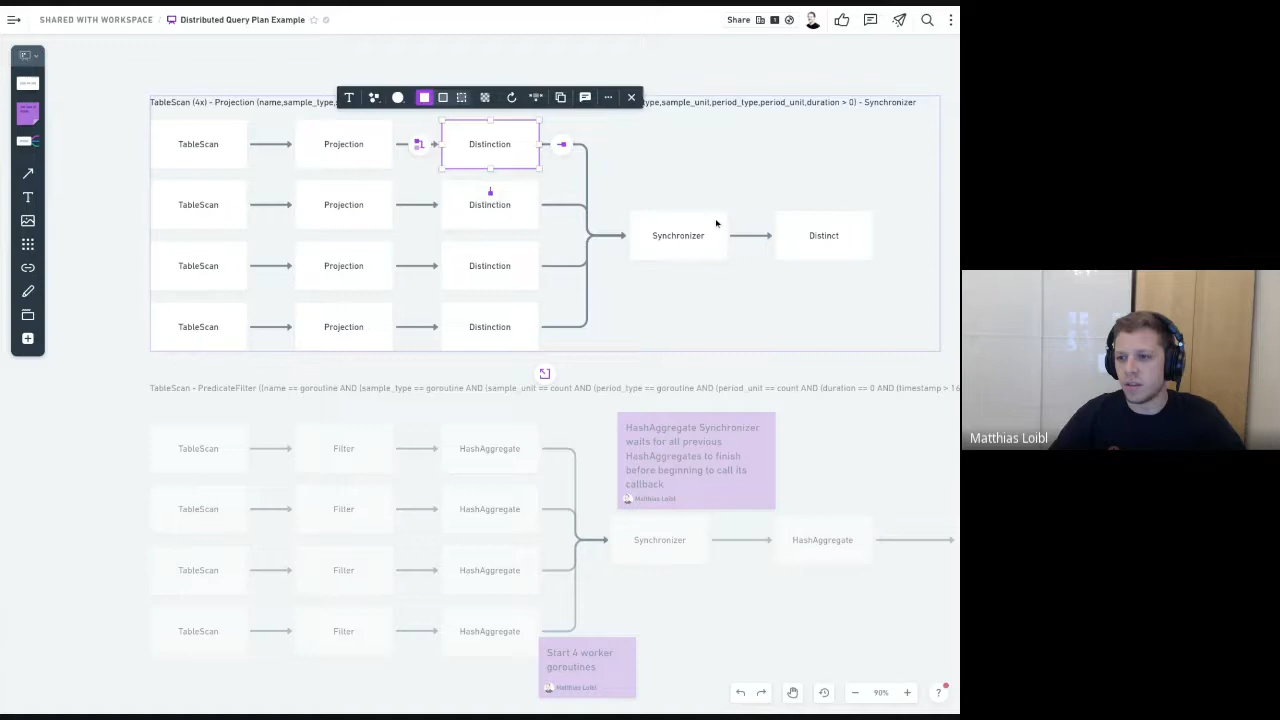 SHARED WITH WORKSPACE / Distributed Query Plan Example
Share
TableScan (4x) - Projection (name,sample_type,
type,sample_unit,period_type,period_unit,duration > 0) - Synchronizer
TableScan Projection Distinction
TableScan Projection Distinction
Synchronizer Distinct
TableScan Projection Distinction
TableScan Projection Distinction
TableScan - PredicateFilter ((name == goroutine AND (sample_type == goroutine AND (sample_unit == count AND (period_type == goroutine AND (period_unit == count AND (duration == 0 AND (timestamp > 16
HashAggregate Synchronizer
waits for all previous
HashAggregates to finish
before beginning to call its
callback
Matthias Loibl
TableScan Filter HashAggregate
TableScan Filter HashAggregate
Synchronizer HashAggregate
TableScan Filter HashAggregate
TableScan Filter HashAggregate
Start 4 worker
goroutines
Matthias Loibl
90%
?
Matthias Loibl